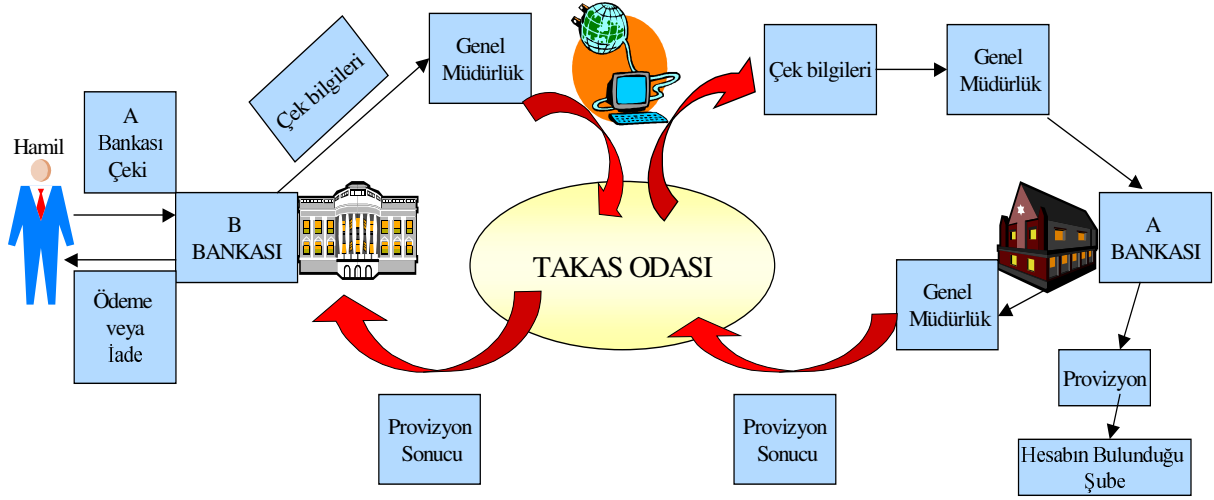 Hamil
A
Bankası
Çeki
B
BANKASI
Ödeme
veya
İade
Çek bilgileri
Genel
Müdürlük
TAKAS ODASI
Çek bilgileri
Genel
Müdürlük
A
BANKASI
Genel
Müdürlük
Provizyon
Hesabın Bulunduğu
Şube
Provizyon
Sonucu
Provizyon
Sonucu